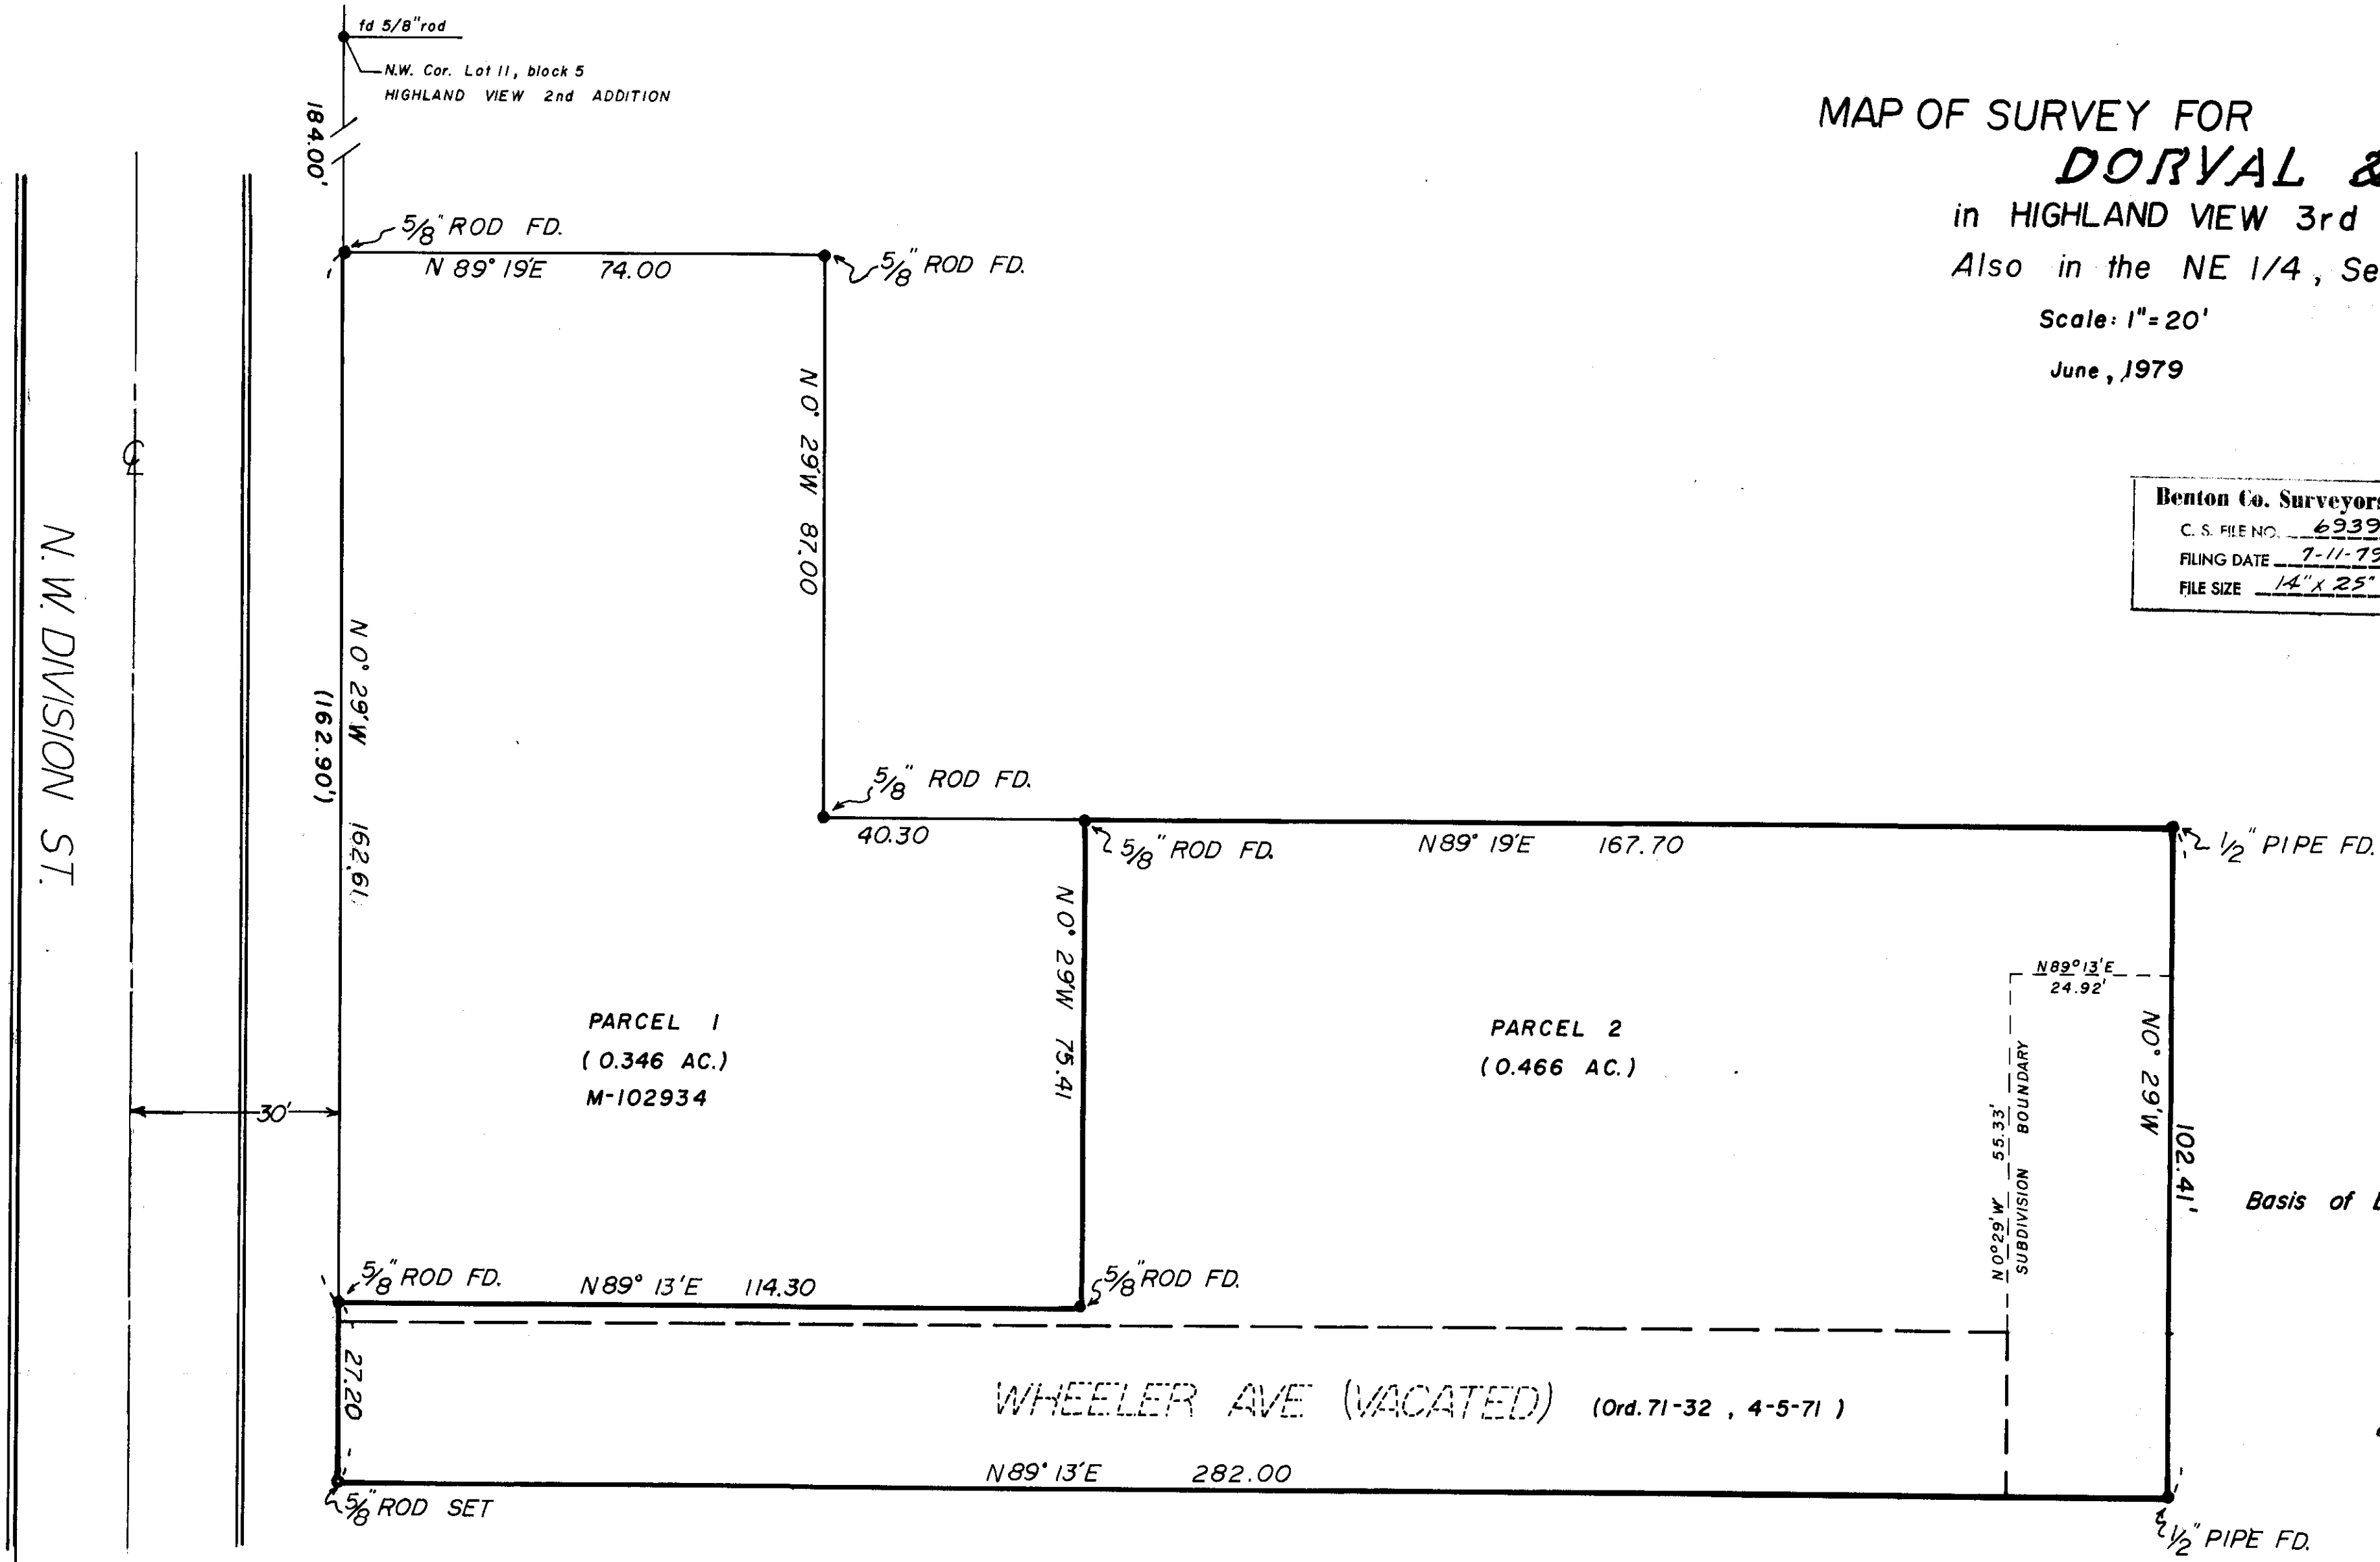 fd 5/8"rod
N.W. Cor. Lot 11, block 5
HIGHLAND VIEW 2nd ADDITION
184.00'
MAP OF SURVEY FOR
DORVAL &
in HIGHLAND VIEW 3rd
Also in the NE 1/4, Se
Scale: 1"=20'
June, 1979
Benton Co. Surveyors
C. S. FILE NO. 6939
FILING DATE 7-11-79
FILE SIZE 14" x 25"
5/8" ROD FD.
N 89° 19'E 74.00
5/8" ROD FD.
N 0° 29'W 87.00
N.W. DIVISION ST.
N 0° 29'W 162.61
(162.90')
5/8" ROD FD.
40.30
5/8" ROD FD.
N89° 19'E 167.70
1/2" PIPE FD.
N 0° 29'W 75.41
N89°13'E
24.92'
N0° 29'W
102.41'
PARCEL 1
(0.346 AC.)
M-102934
PARCEL 2
(0.466 AC.)
30'
N0°29'W 55.33'
SUBDIVISION BOUNDARY
Basis of
5/8" ROD FD.
N89° 13'E 114.30
5/8" ROD FD.
27.20
WHEELER AVE (VACATED) (Ord. 71-32, 4-5-71)
N89° 13'E 282.00
5/8" ROD SET
1/2" PIPE FD.